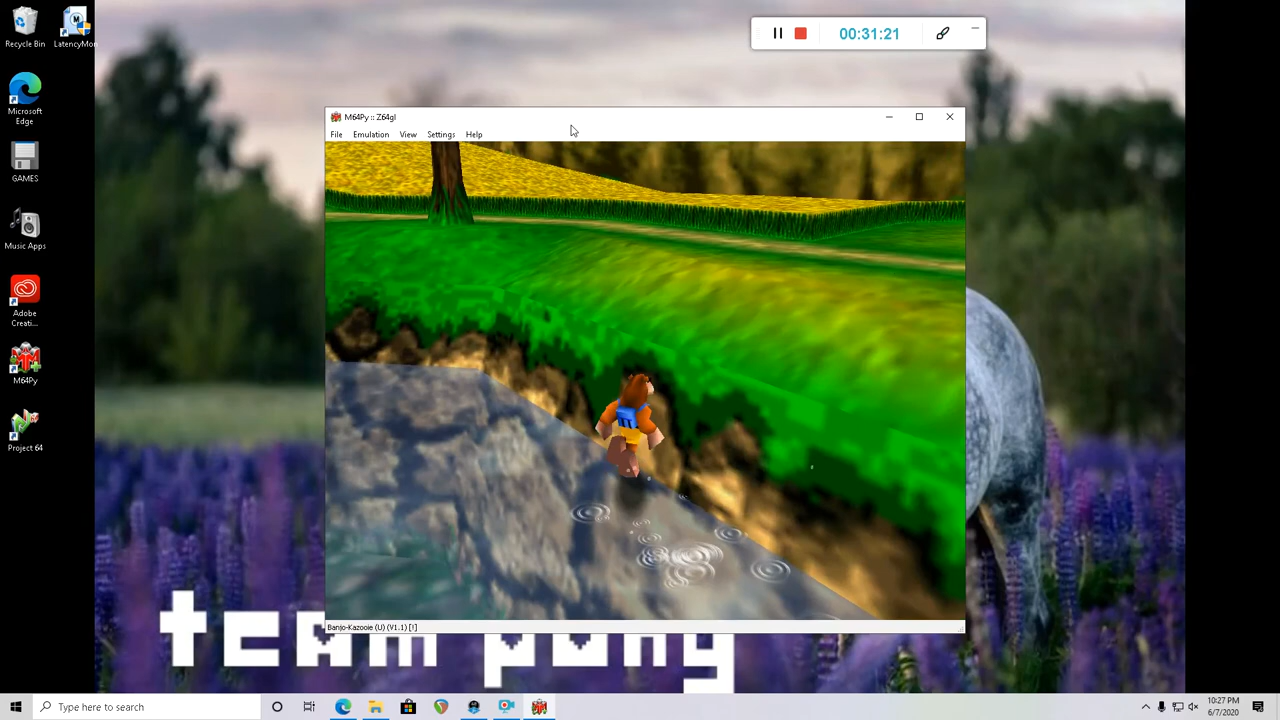 Recycle Bin
LatencyMon
00:31:21
Microsoft
Edge
M64Py :: Z64gl
File Emulation View Settings Help
GAMES
Music Apps
Adobe
Creati...
M64Py
Project 64
Banjo-Kazooie (U) (V1.1) [!]
team pony
Type here to search
10:27 PM
6/7/2020